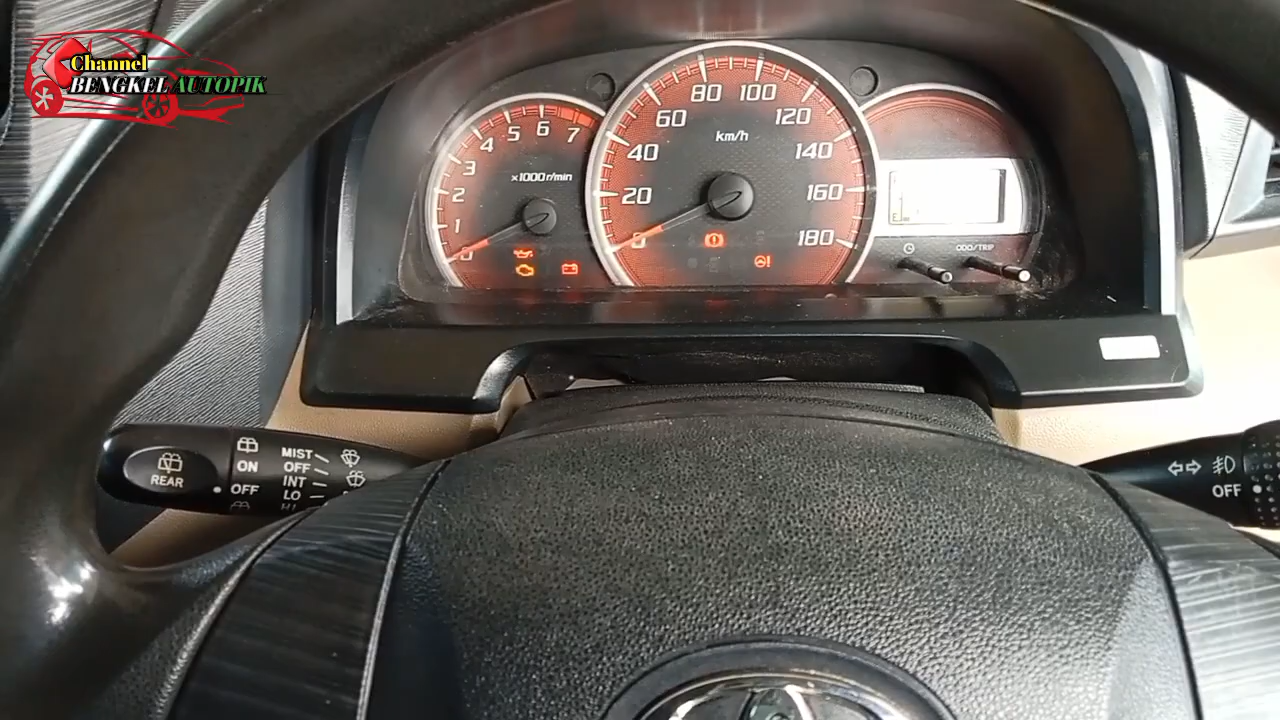 Channel
BENGKEL AUTOPIK
1
2
3
4
5
6
7
x1000r/min
0
20
40
60
80
100
120
140
160
180
km/h
E
ODO/TRIP
REAR
ON
OFF
MIST
OFF
INT
LO
OFF